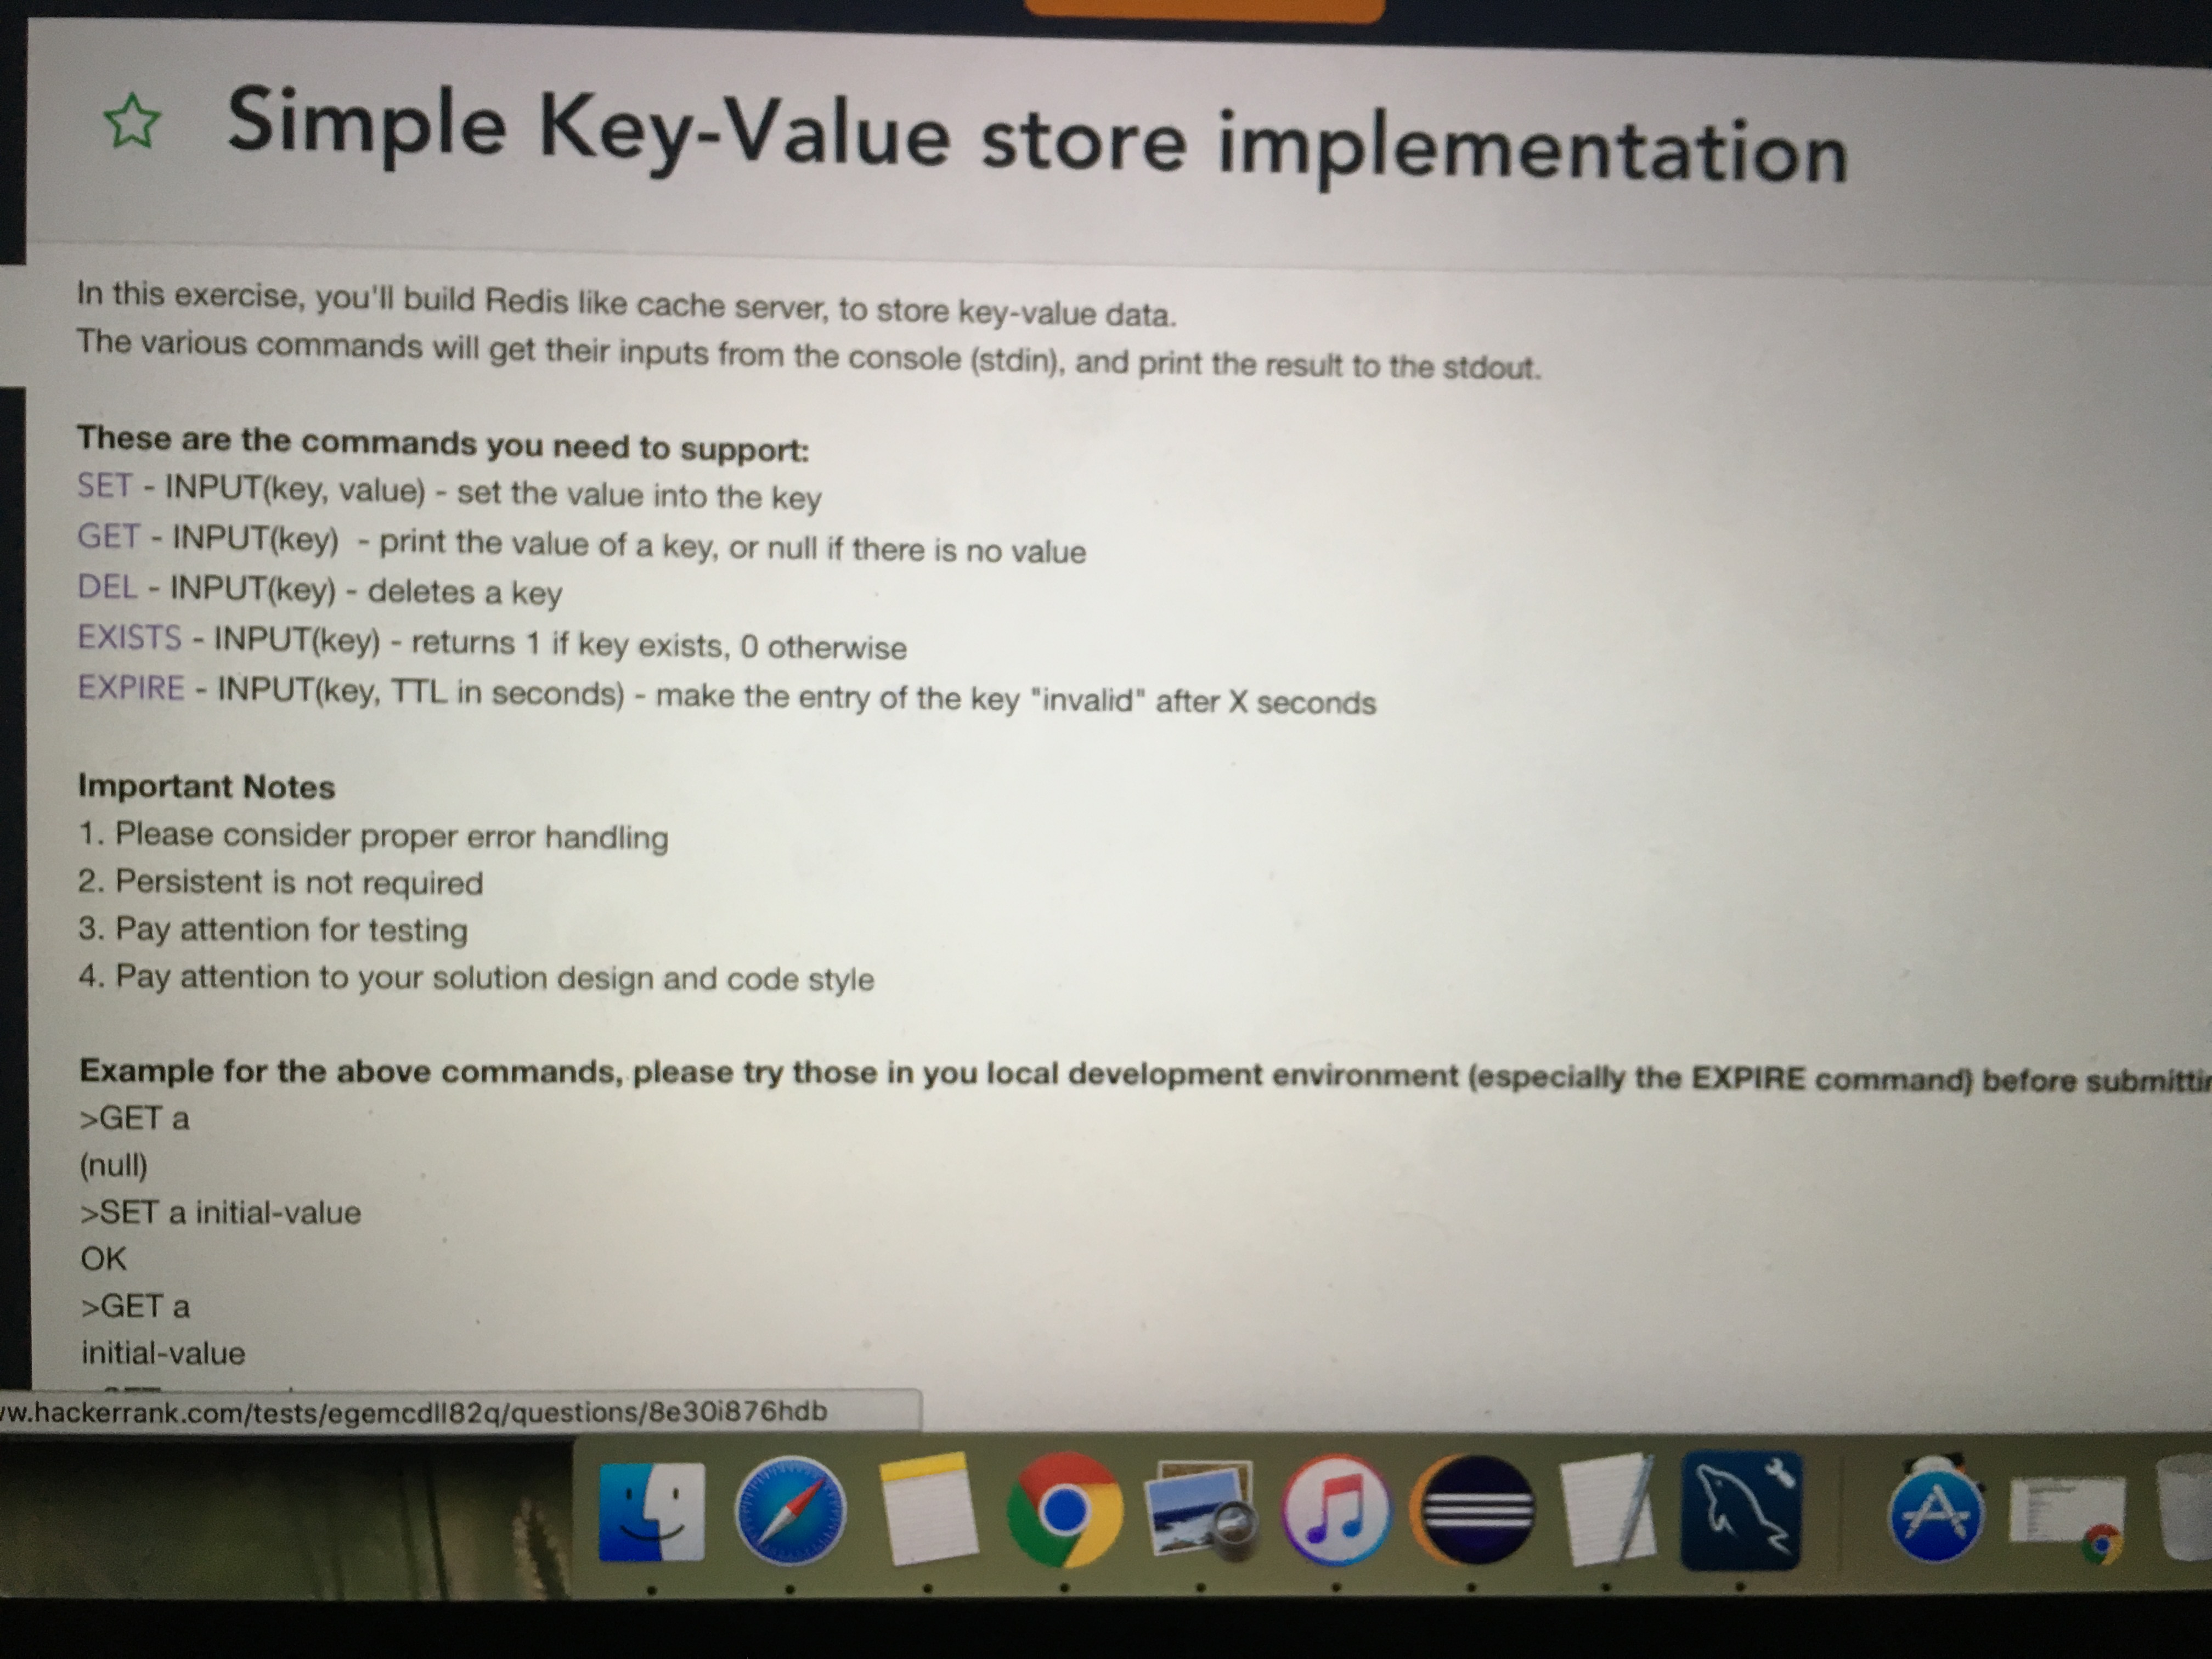 Simple Key-Value store implementation
In this exercise, you'll build Redis like cache server, to store key-value data.
The various commands will get their inputs from the console (stdin), and print the result to the stdout.
These are the commands you need to support:
SET - INPUT(key, value) - set the value into the key
GET - INPUT(key) - print the value of a key, or null if there is no value
DEL - INPUT(key) - deletes a key
EXISTS - INPUT(key) - returns 1 if key exists, 0 otherwise
EXPIRE - INPUT(key, TTL in seconds) - make the entry of the key "invalid" after X seconds
Important Notes
1. Please consider proper error handling
2. Persistent is not required
3. Pay attention for testing
4. Pay attention to your solution design and code style
Example for the above commands, please try those in you local development environment (especially the EXPIRE command) before
>GET a
(null)
>SET a initial-value
OK
>GET a
initial-value
w.hackerrank.com/tests/egemcdll82q/questions/8e30i876hdb